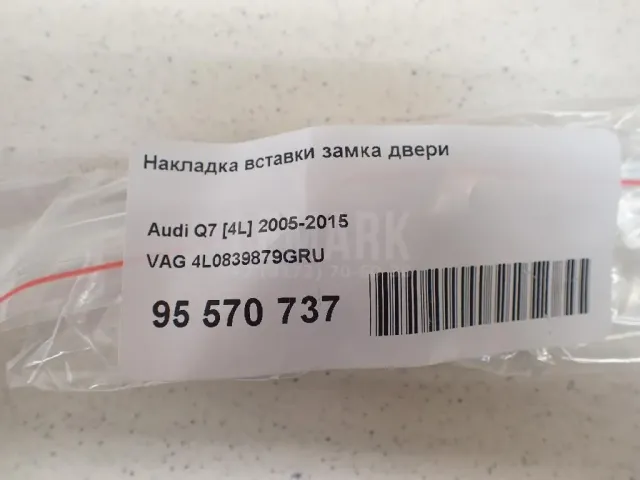 Накладка вставки замка двери
Audi Q7 [4L] 2005-2015
VAG 4L0839879GRU
95 570 737